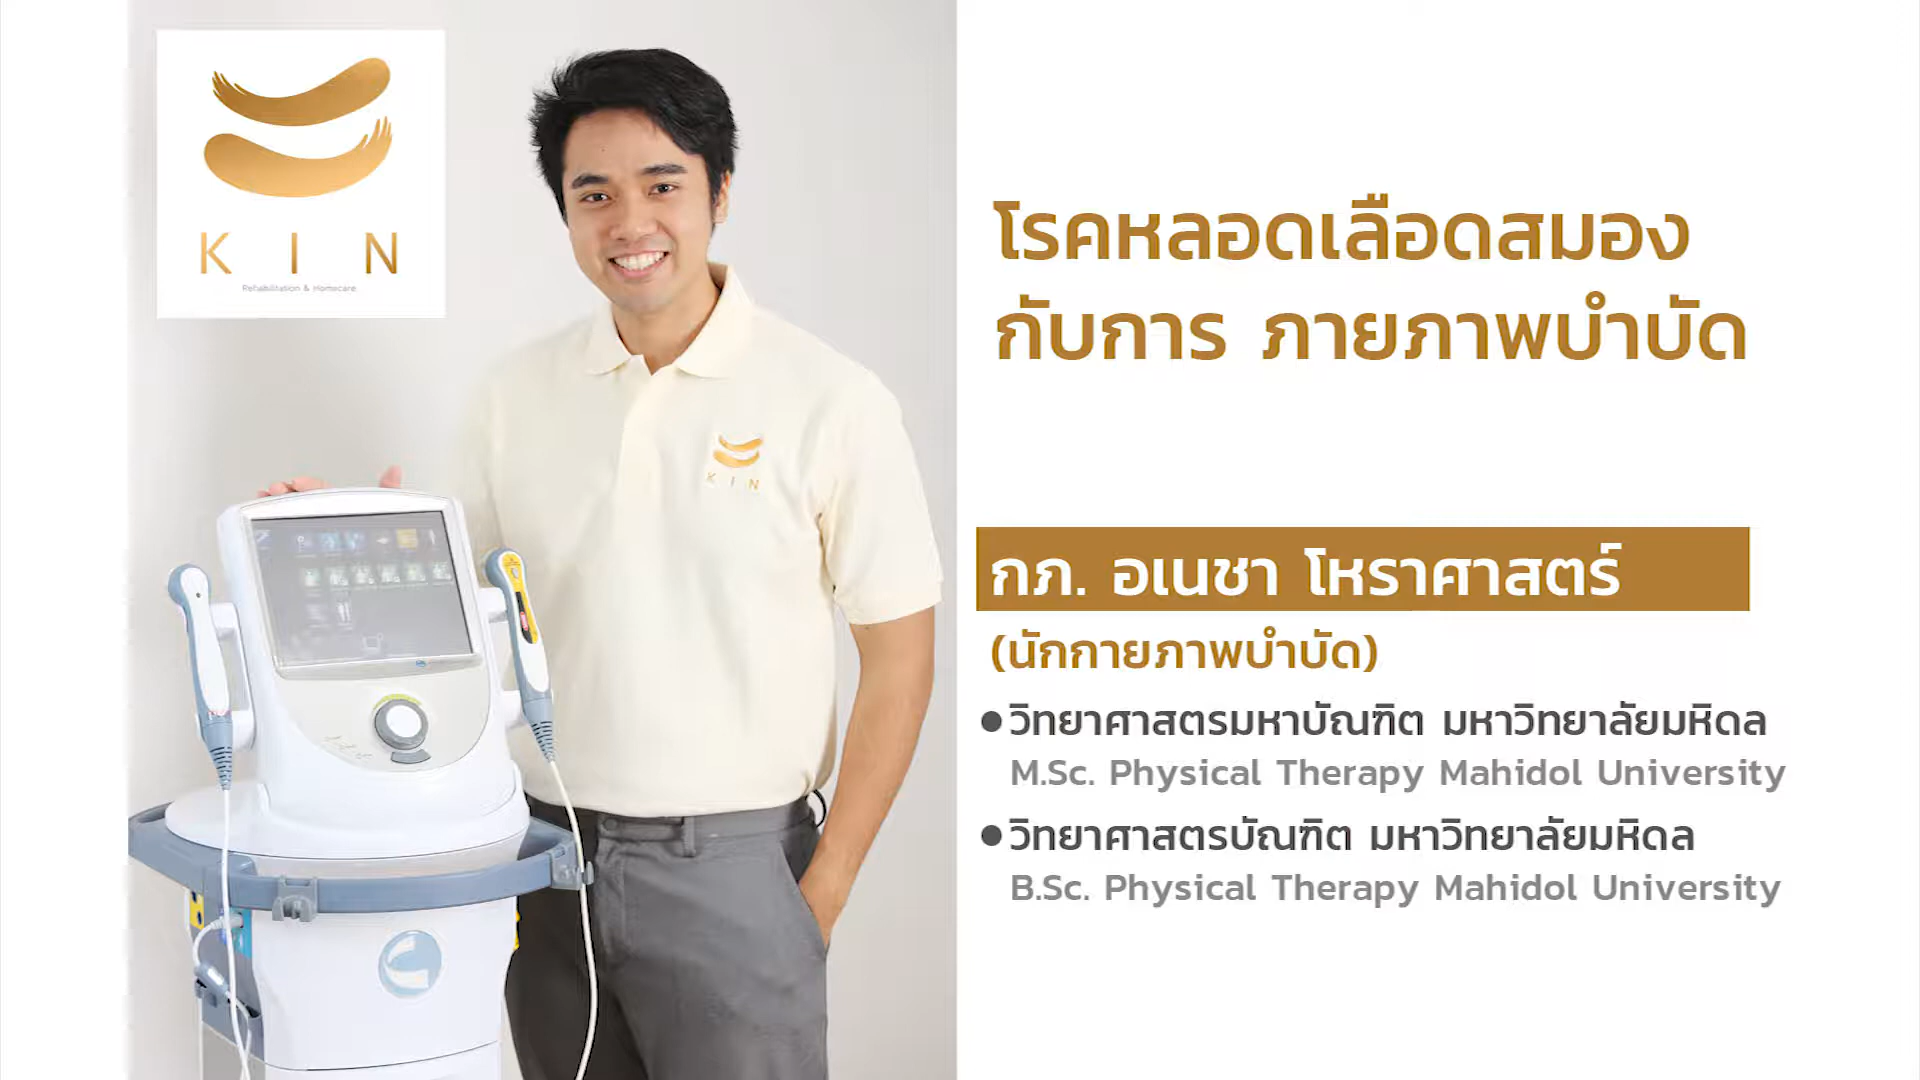 K I N
Rehabilitation & Homecare
โรคหลอดเลือดสมอง
กับการ ภายภาพบำบัด
K I N
กภ. อเนชา โหราศาสตร์
(นักกายภาพบำบัด)
●วิทยาศาสตรมหาบัณฑิต มหาวิทยาลัยมหิดล
M.Sc. Physical Therapy Mahidol University
●วิทยาศาสตรบัณฑิต มหาวิทยาลัยมหิดล
B.Sc. Physical Therapy Mahidol University